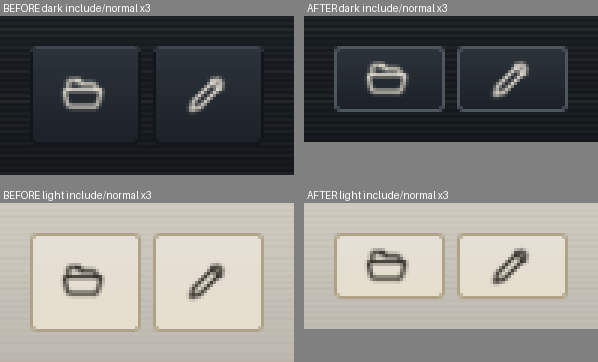 BEFORE dark include/normal x3
AFTER dark include/normal x3
BEFORE light include/normal x3
AFTER light include/normal x3